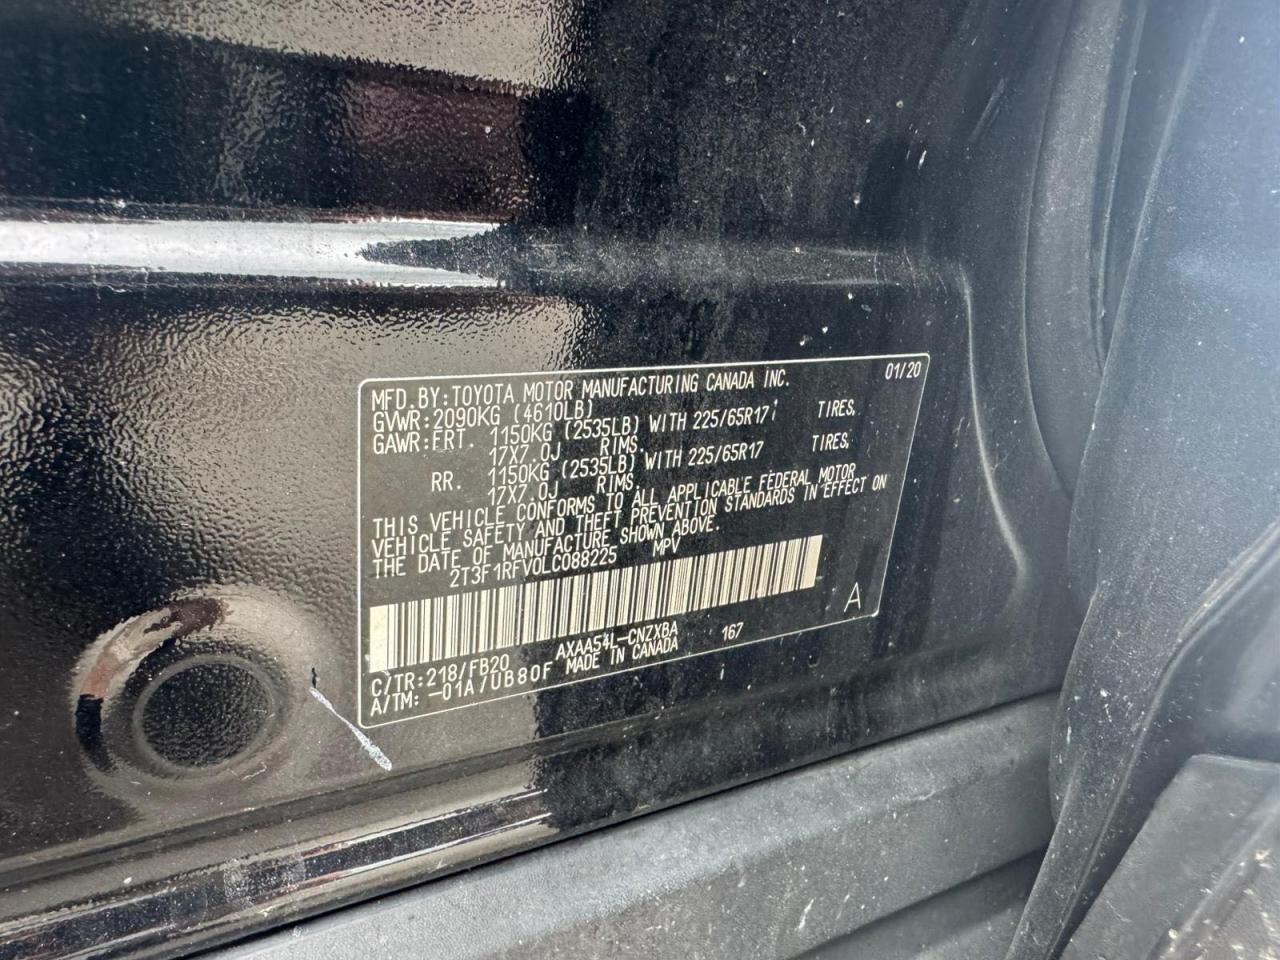 MFD.BY:TOYOTA MOTOR MANUFACTURING CANADA INC. 01/20
GVWR:2090KG (4610LB)
GAWR:FRT. 1150KG (2535LB) WITH 225/65R17 TIRES,
17X7.0J RIMS,
RR. 1150KG (2535LB) WITH 225/65R17 TIRES,
17X7.0J RIMS
THIS VEHICLE CONFORMS TO ALL APPLICABLE FEDERAL MOTOR
VEHICLE SAFETY AND THEFT PREVENTION STANDARDS IN EFFECT ON
THE DATE OF MANUFACTURE SHOWN ABOVE.
2T3F1RFV0LC088225 MPV
A
AXAA54L-CNZXBA 167
C/TR:218/FB20 MADE IN CANADA
A/TM:-01A/UB80F